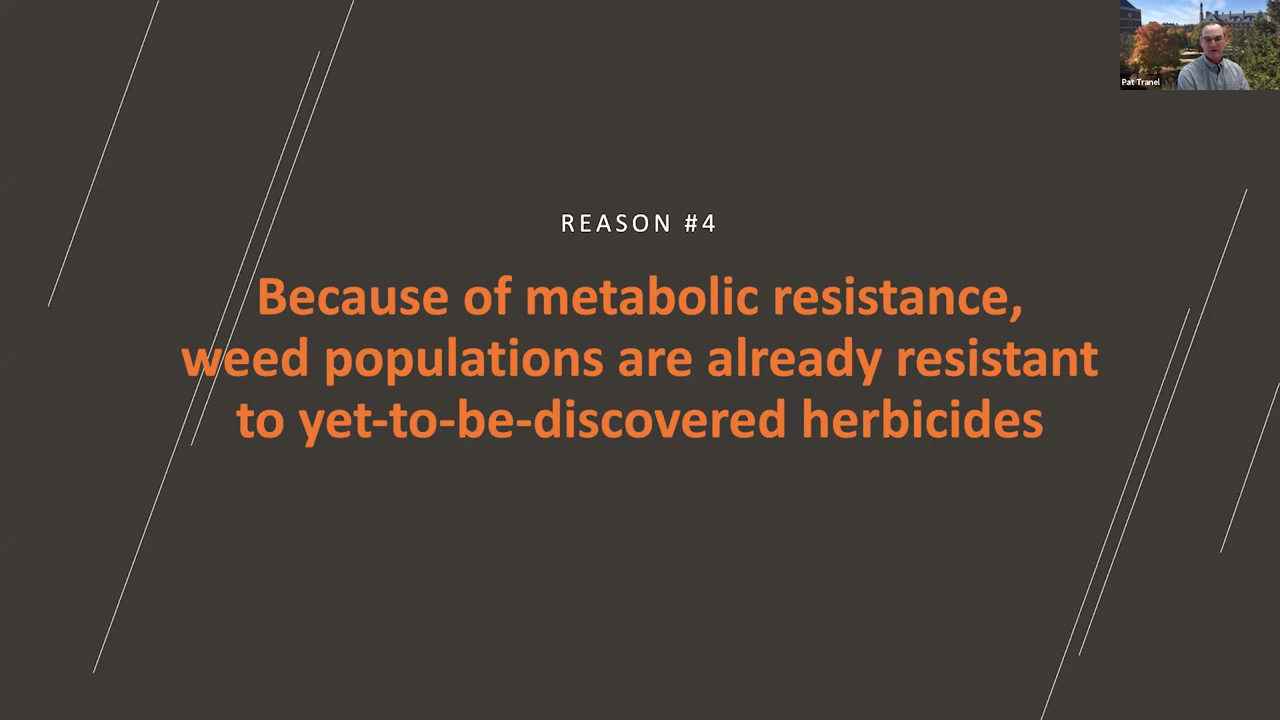 Pat Tranel
REASON #4
Because of metabolic resistance,
weed populations are already resistant
to yet-to-be-discovered herbicides